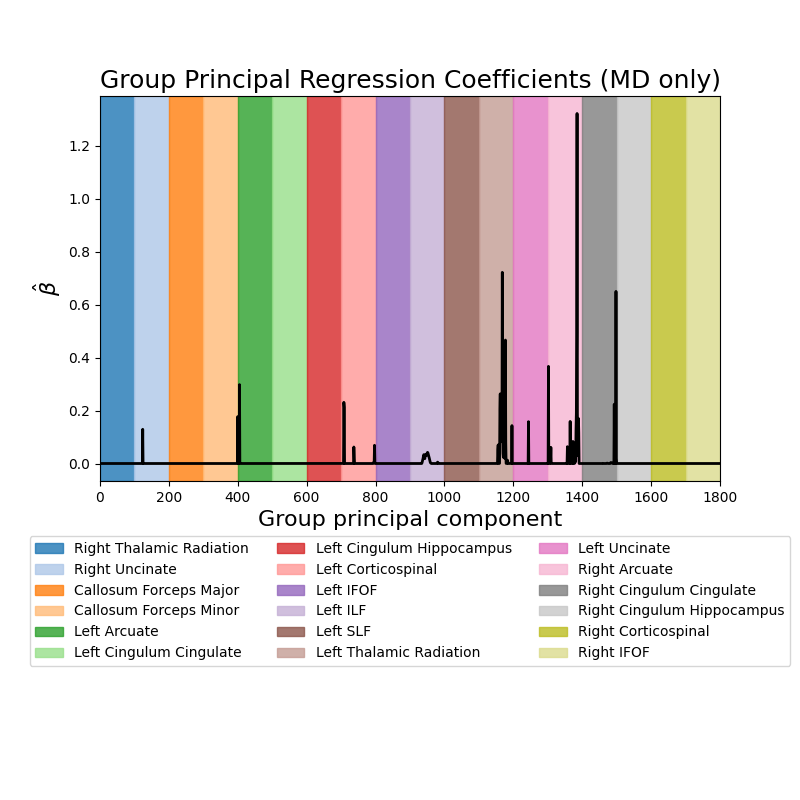 Group Principal Regression Coefficients (MD only)
1.2
1.0
0.8
0.6
0.4
0.2
0.0
β̂
0 200 400 600 800 1000 1200 1400 1600 1800
Group principal component
Right Thalamic Radiation Left Cingulum Hippocampus Left Uncinate
Right Uncinate Left Corticospinal Right Arcuate
Callosum Forceps Major Left IFOF Right Cingulum Cingulate
Callosum Forceps Minor Left ILF Right Cingulum Hippocampus
Left Arcuate Left SLF Right Corticospinal
Left Cingulum Cingulate Left Thalamic Radiation Right IFOF